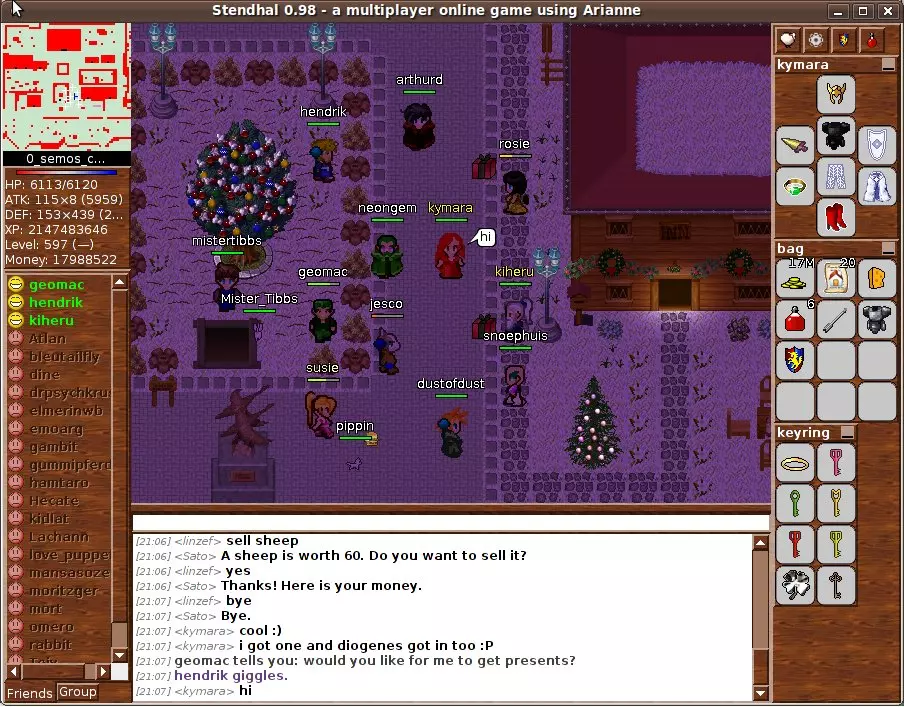 Stendhal 0.98 - a multiplayer online game using Arianne
0_semos_c...
HP: 6113/6120
ATK: 115×8 (5959)
DEF: 153×439 (2...
XP: 2147483646
Level: 597 (—)
Money: 17988522
geomac
hendrik
kiheru
Atlan
bleutailfly
dine
drpsychkru
elmerinwb
emoarg
gambit
gummipferd
hamtaro
Hecate
kidlat
Lachann
love_puppe
mansasoze
moritzger
mort
omero
rabbit
Friends
Group
arthurd
hendrik
rosie
neongem
kymara
hi
mistertibbs
geomac
kiheru
Mister_Tibbs
jesco
snoephuis
susie
dustofdust
pippin
[21:06] <linzef> sell sheep
[21:06] <Sato> A sheep is worth 60. Do you want to sell it?
[21:06] <linzef> yes
[21:06] <Sato> Thanks! Here is your money.
[21:07] <linzef> bye
[21:07] <Sato> Bye.
[21:07] <kymara> cool :)
[21:07] <kymara> i got one and diogenes got in too :P
[21:07] geomac tells you: would you like for me to get presents?
[21:07] hendrik giggles.
[21:07] <kymara> hi
kymara
bag
17M
20
6
keyring